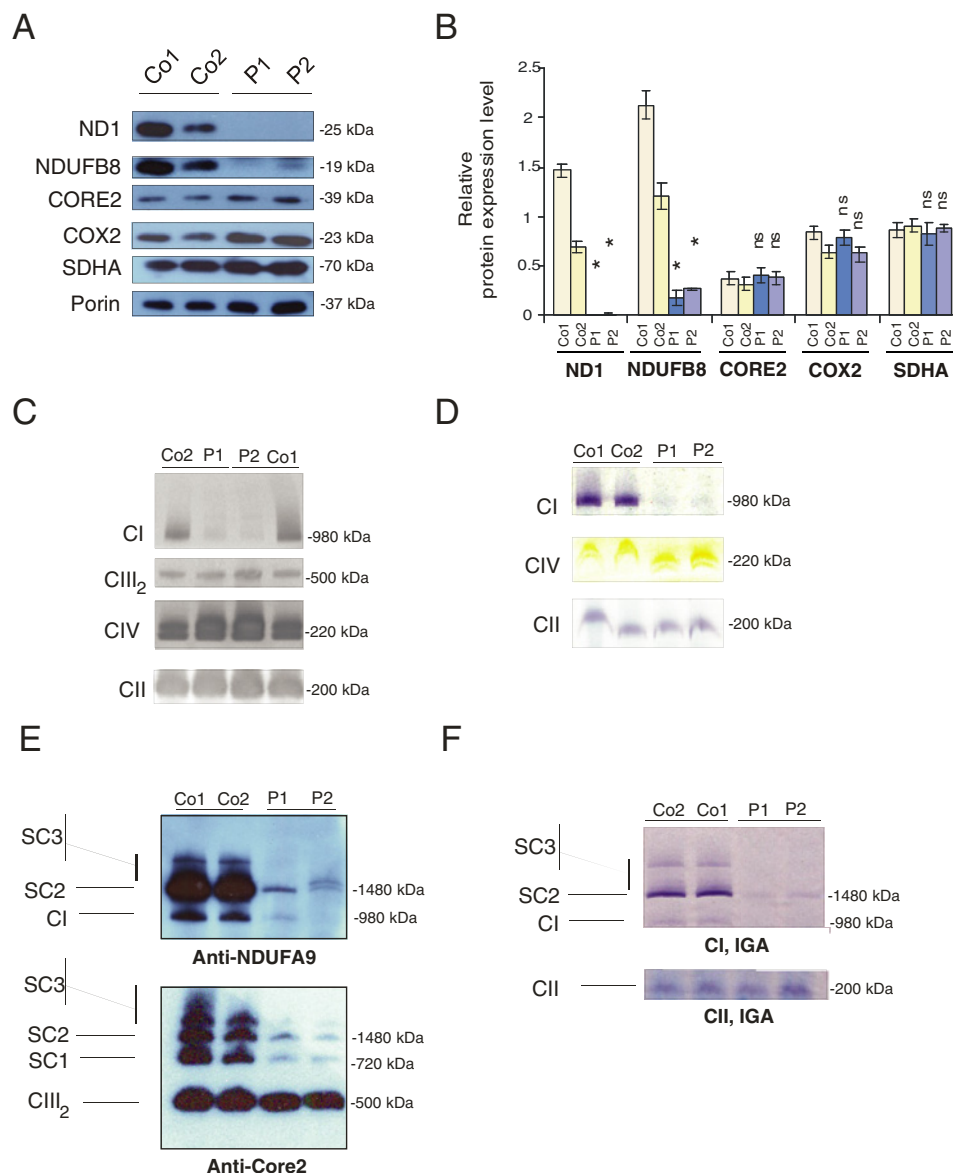 A
Co1 Co2 P1 P2
ND1 -25 kDa
NDUFB8 -19 kDa
CORE2 -39 kDa
COX2 -23 kDa
SDHA -70 kDa
Porin -37 kDa
B
Relative
protein expression level
2.5
2
1.5
1
0.5
0
* *
* *
ns ns
ns ns
ns ns
Co1 Co2 P1 P2 Co1 Co2 P1 P2 Co1 Co2 P1 P2 Co1 Co2 P1 P2 Co1 Co2 P1 P2
ND1 NDUFB8 CORE2 COX2 SDHA
C
Co2 P1 P2 Co1
CI -980 kDa
CIII2 -500 kDa
CIV -220 kDa
CII -200 kDa
D
Co1 Co2 P1 P2
CI -980 kDa
CIV -220 kDa
CII -200 kDa
E
Co1 Co2 P1 P2
SC3
SC2 -1480 kDa
CI -980 kDa
Anti-NDUFA9
SC3
SC2 -1480 kDa
SC1 -720 kDa
CIII2 -500 kDa
Anti-Core2
F
Co2 Co1 P1 P2
SC3
SC2 -1480 kDa
CI -980 kDa
CI, IGA
CII -200 kDa
CII, IGA